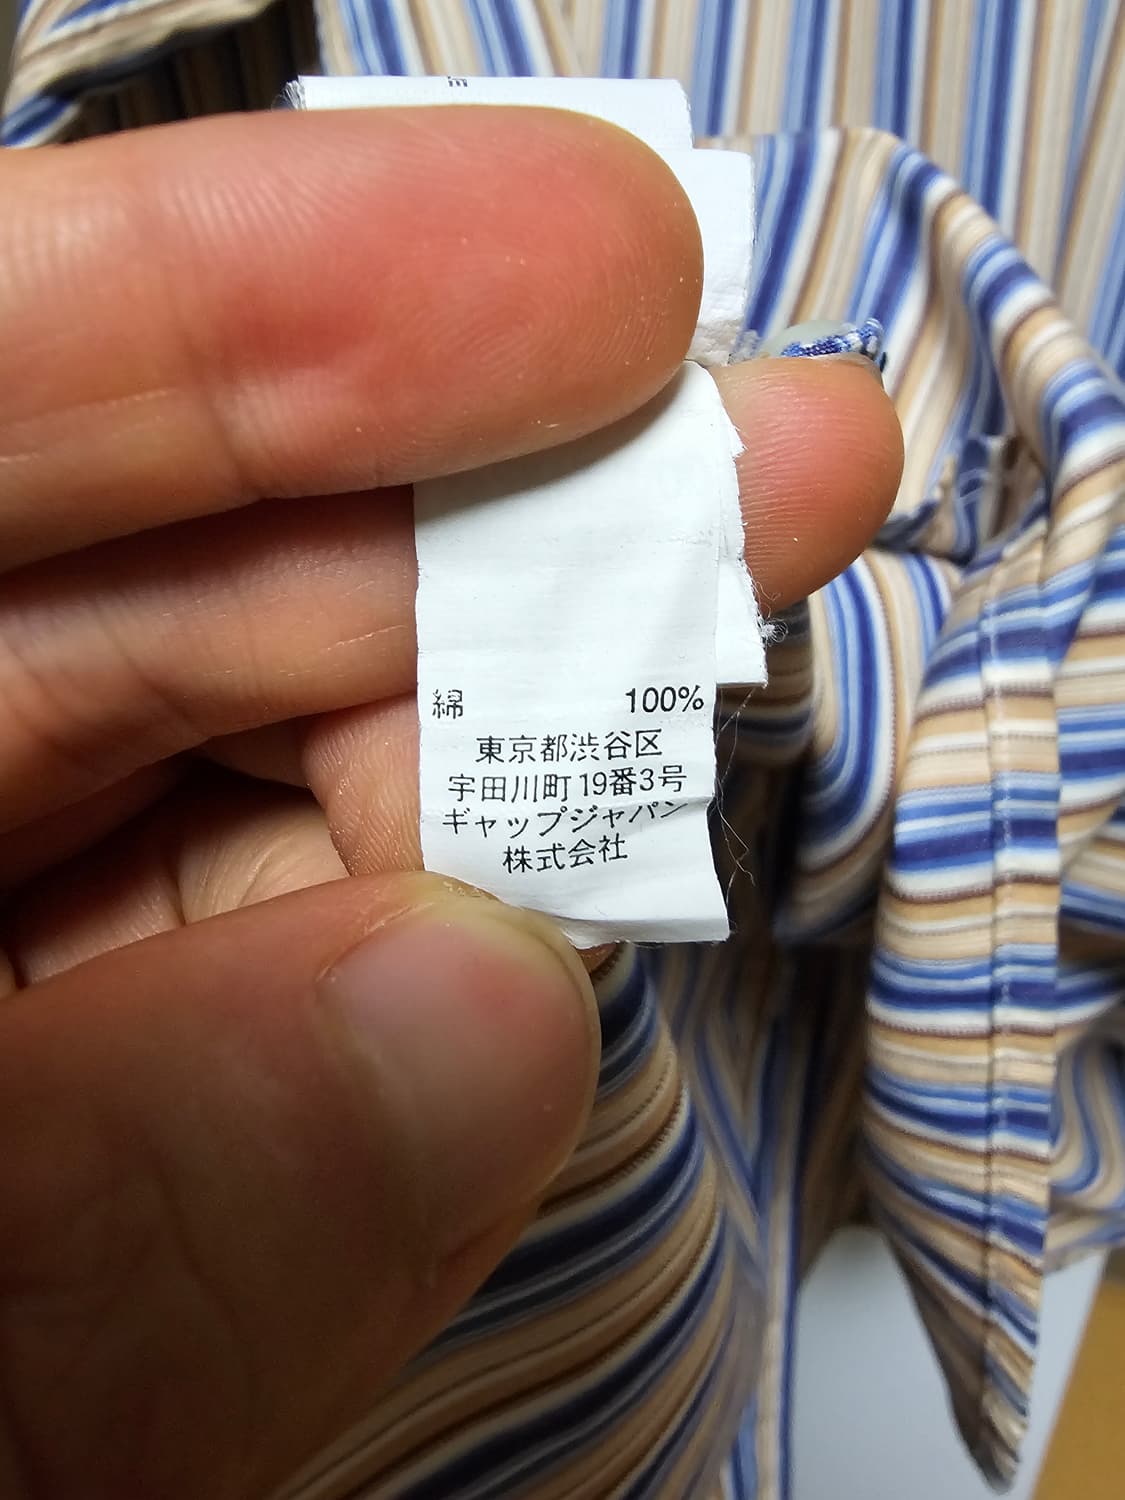 綿 100%
東京都渋谷区
宇田川町19番3号
ギャップジャパン
株式会社